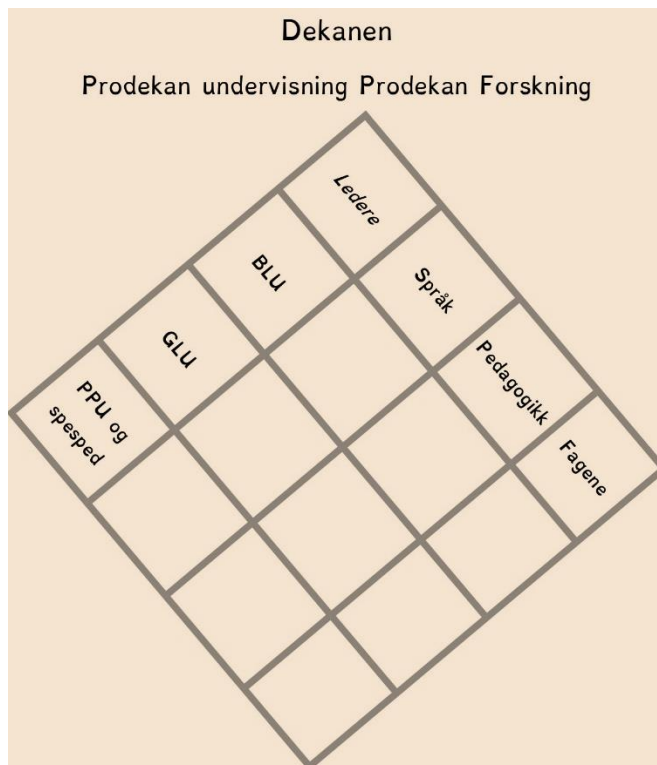 Dekanen
Prodekan undervisning Prodekan Forskning
Ledere
BLU
Språk
GLU
Pedagogikk
PPU og
spesped
Fagene